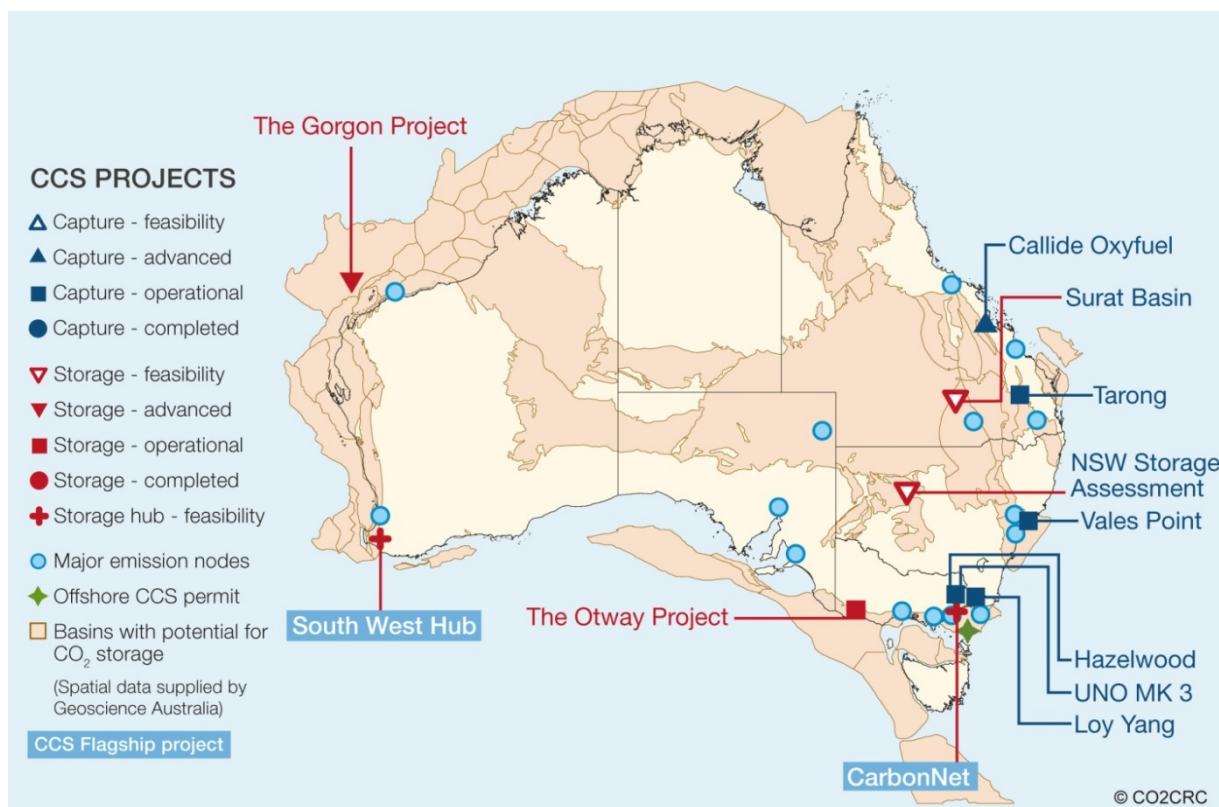 The Gorgon Project
CCS PROJECTS
Capture - feasibility
Capture - advanced
Capture - operational
Capture - completed
Storage - feasibility
Storage - advanced
Storage - operational
Storage - completed
Storage hub - feasibility
Major emission nodes
Offshore CCS permit
Basins with potential for
CO₂ storage
(Spatial data supplied by
Geoscience Australia)
CCS Flagship project
Callide Oxyfuel
Surat Basin
Tarong
NSW Storage
Assessment
Vales Point
South West Hub
The Otway Project
Hazelwood
UNO MK 3
Loy Yang
CarbonNet
© CO2CRC